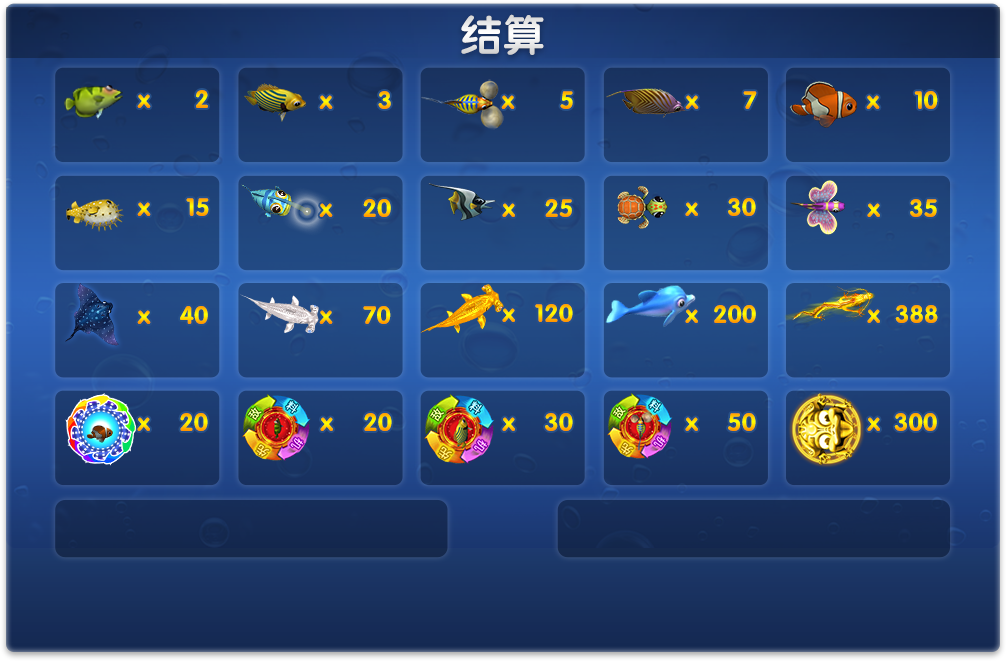 结算
x 2 x 3 x 5 x 7 x 10
x 15 x 20 x 25 x 30 x 35
x 40 x 70 x 120 x 200 x 388
x 20 x 20 x 30 x 50 x 300